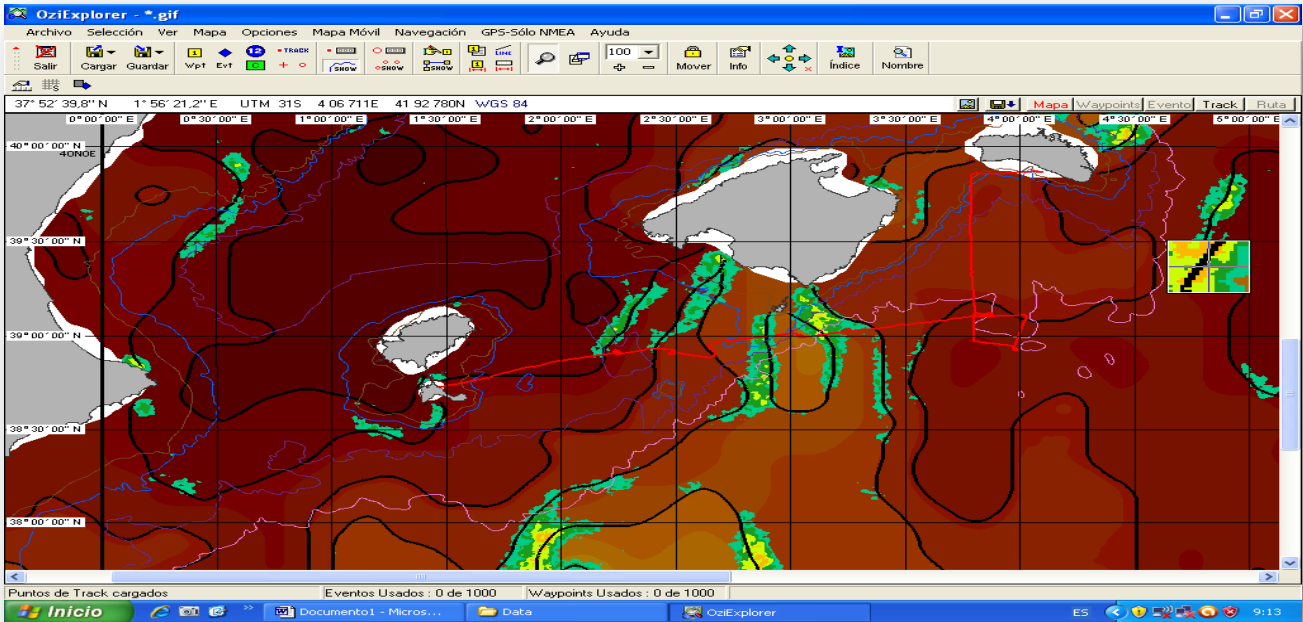 OziExplorer - *.gif
Archivo Selección Ver Mapa Opciones Mapa Móvil Navegación GPS-Sólo NMEA Ayuda
1 12 • TRACK LINE 100
Salir Cargar Guardar Wpt Evt C SHOW SHOW SHOW Mover Info Índice Nombre
37° 52´ 39,8´´ N 1° 56´ 21,2´´ E UTM 31S 4 06 711E 41 92 780N WGS 84 Mapa Waypoints Evento Track Ruta
0° 00´ 00´´ E 0° 30´ 00´´ E 1° 00´ 00´´ E 1° 30´ 00´´ E 2° 00´ 00´´ E 2° 30´ 00´´ E 3° 00´ 00´´ E 3° 30´ 00´´ E 4° 00´ 00´´ E 4° 30´ 00´´ E 5° 00´ 00´´ E
40° 00´ 00´´ N
40N0E
39° 30´ 00´´ N
39° 00´ 00´´ N
38° 30´ 00´´ N
38° 00´ 00´´ N
Puntos de Track cargados Eventos Usados : 0 de 1000 Waypoints Usados : 0 de 1000
Inicio » Documento1 - Micros... Data OziExplorer ES 9:13